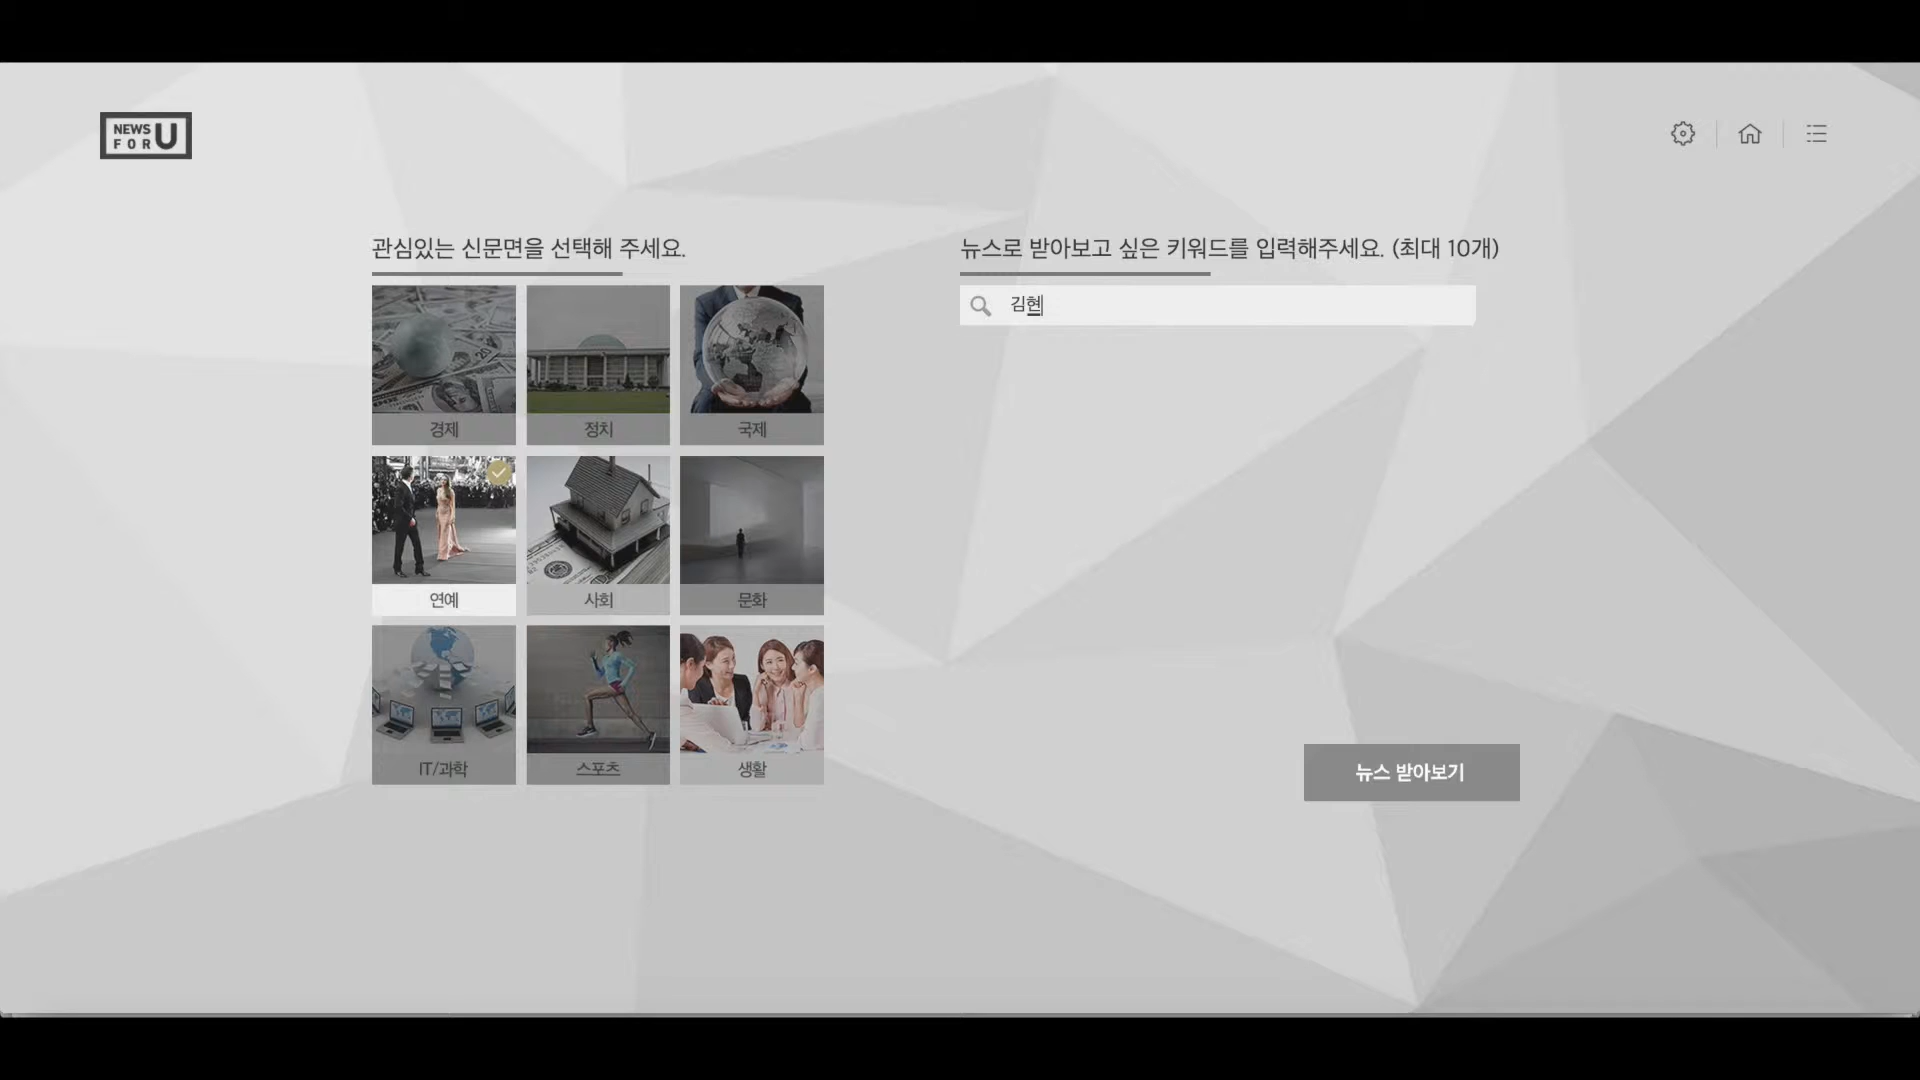 NEWS
FOR U
관심있는 신문면을 선택해 주세요.
뉴스로 받아보고 싶은 키워드를 입력해주세요. (최대 10개)
김현
경제
정치
국제
연예
사회
문화
IT/과학
스포츠
생활
뉴스 받아보기